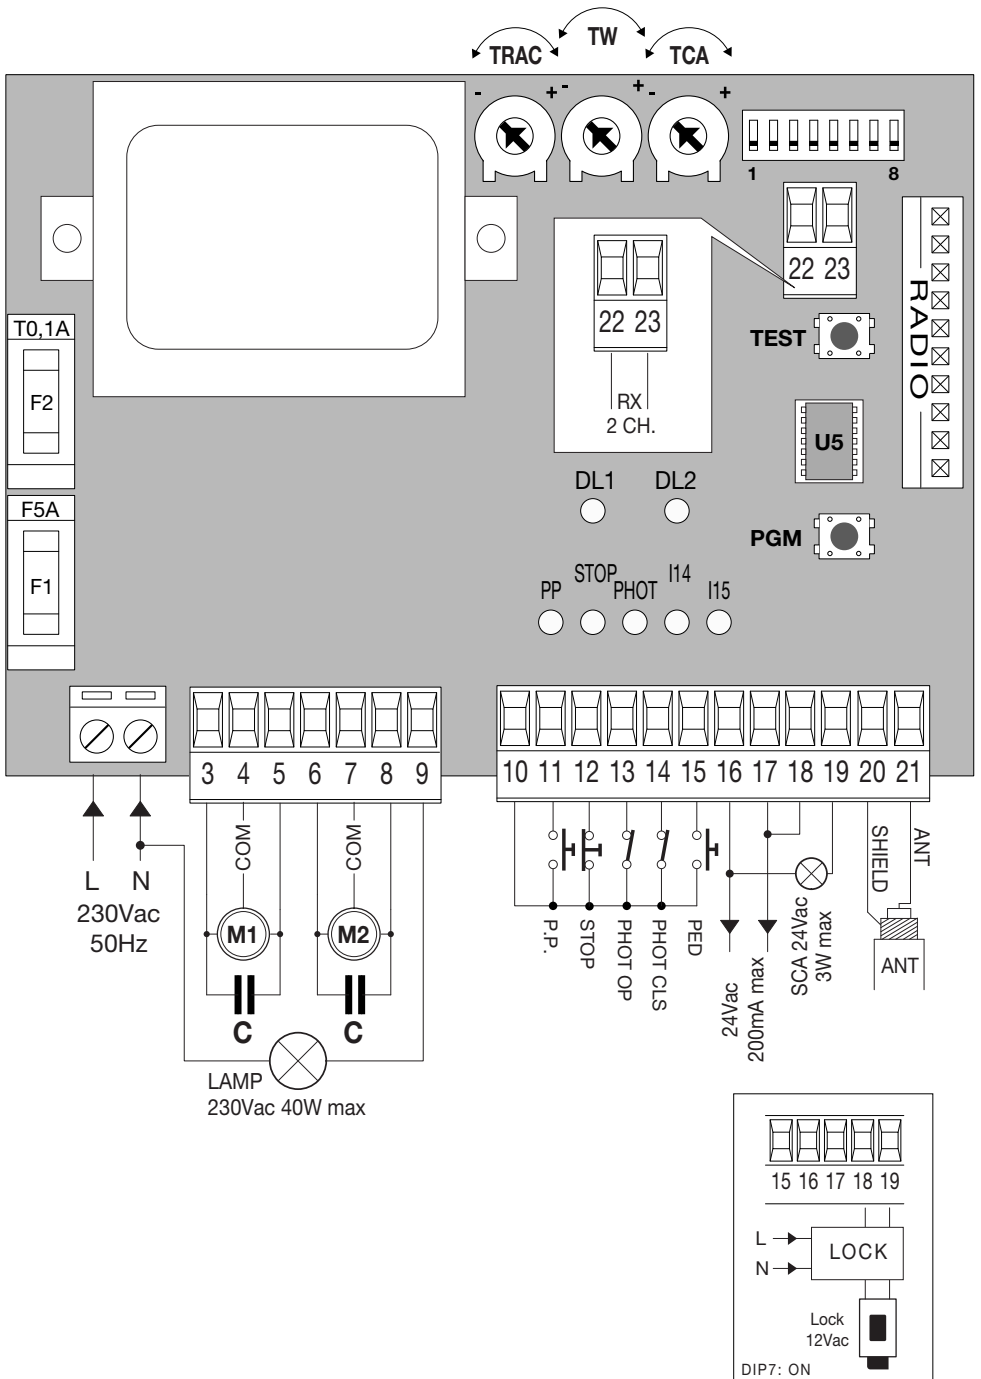 TRAC
TW
TCA
- + - + - +
1 8
22 23
22 23
RX
2 CH.
TEST
RADIO
U5
PGM
T0,1A
F2
F5A
F1
DL1 DL2
PP STOP PHOT I14 I15
3 4 5 6 7 8 9
10 11 12 13 14 15 16 17 18 19 20 21
L N
230Vac
50Hz
COM COM
M1 M2
C C
LAMP
230Vac 40W max
P.P.
STOP
PHOT OP
PHOT CLS
PED
24Vac
200mA max
SCA 24Vac
3W max
SHIELD
ANT
ANT
15 16 17 18 19
L
N
LOCK
Lock
12Vac
DIP7: ON